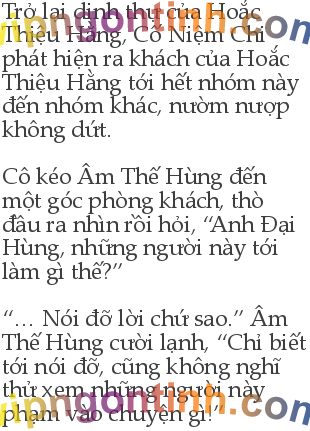 Trở lại dinh thự của Hoắc
Thiệu Hằng, Cố Niệm Chi
phát hiện ra khách của Hoắc
Thiệu Hằng tới hết nhóm này
đến nhóm khác, nườm nượp
không dứt.
Cô kéo Âm Thế Hùng đến
một góc phòng khách, thò
đầu ra nhìn rồi hỏi, “Anh Đại
Hùng, những người này tới
làm gì thế?”
“... Nói đỡ lời chứ sao.” Âm
Thế Hùng cười lạnh, “Chỉ biết
tới nói đỡ, cũng không nghĩ
thử xem những người này
phạm vào chuyện gì!”
vipngontinh.com
vipngontinh.com